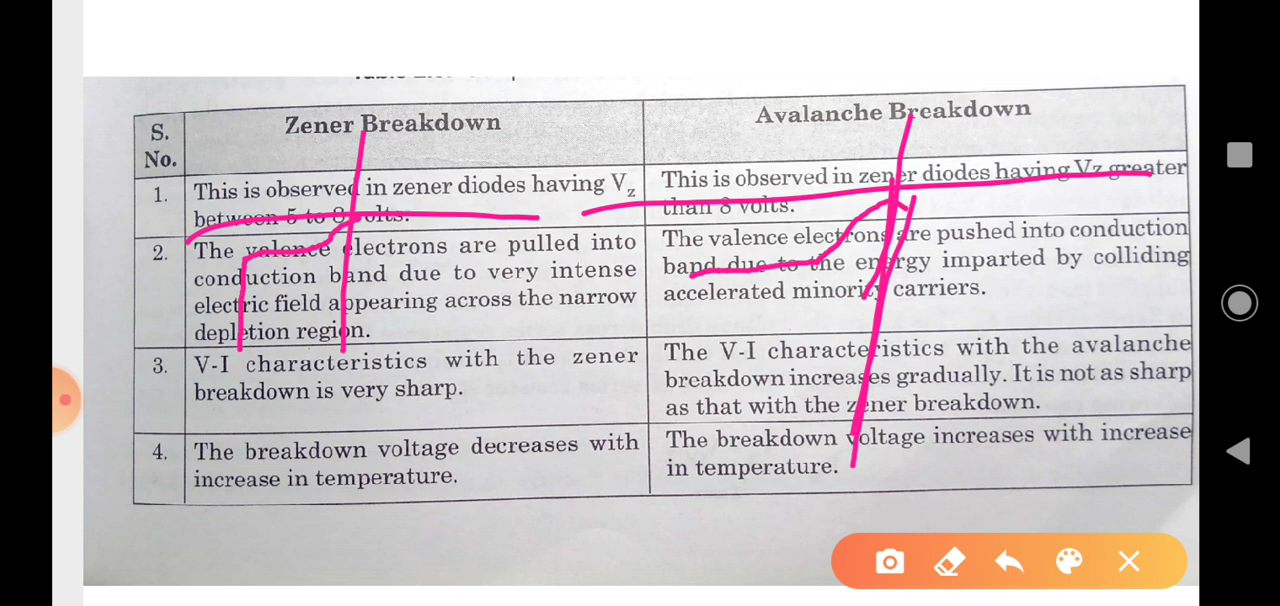 S.
No.
Zener Breakdown
Avalanche Breakdown
1.
This is observed in zener diodes having Vz
between 5 to 8 volts.
This is observed in zener diodes having Vz greater
than 8 volts.
2.
The valence electrons are pulled into
conduction band due to very intense
electric field appearing across the narrow
depletion region.
The valence electrons are pushed into conduction
band due to the energy imparted by colliding
accelerated minority carriers.
3.
V-I characteristics with the zener
breakdown is very sharp.
The V-I characteristics with the avalanche
breakdown increases gradually. It is not as sharp
as that with the zener breakdown.
4.
The breakdown voltage decreases with
increase in temperature.
The breakdown voltage increases with increase
in temperature.